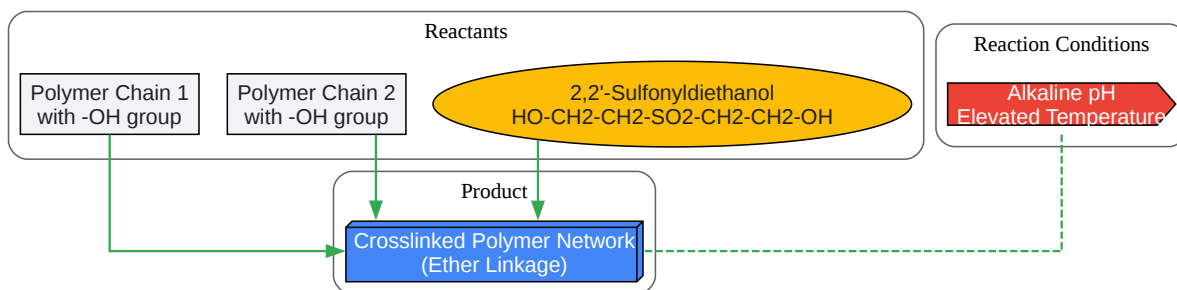 Reactants
Reaction Conditions
Polymer Chain 1
with -OH group
Polymer Chain 2
with -OH group
2,2'-Sulfonyldiethanol
HO-CH2-CH2-SO2-CH2-CH2-OH
Alkaline pH
Elevated Temperature
Product
Crosslinked Polymer Network
(Ether Linkage)